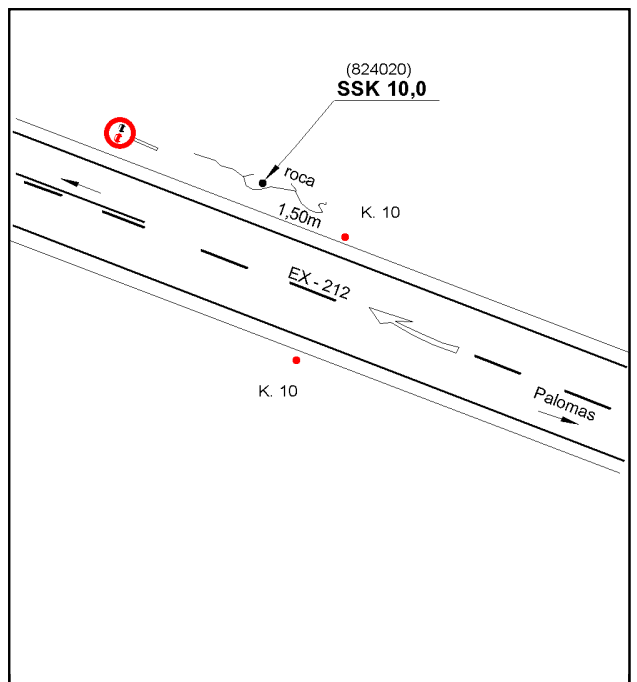 (824020)
SSK 10,0
roca
1,50m
K. 10
EX - 212
K. 10
Palomas